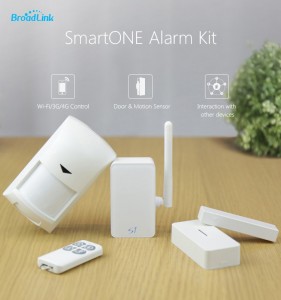 BroadLink
SmartONE Alarm Kit
Wi-Fi/3G/4G Control
Door & Motion Sensor
Interaction with
other devices